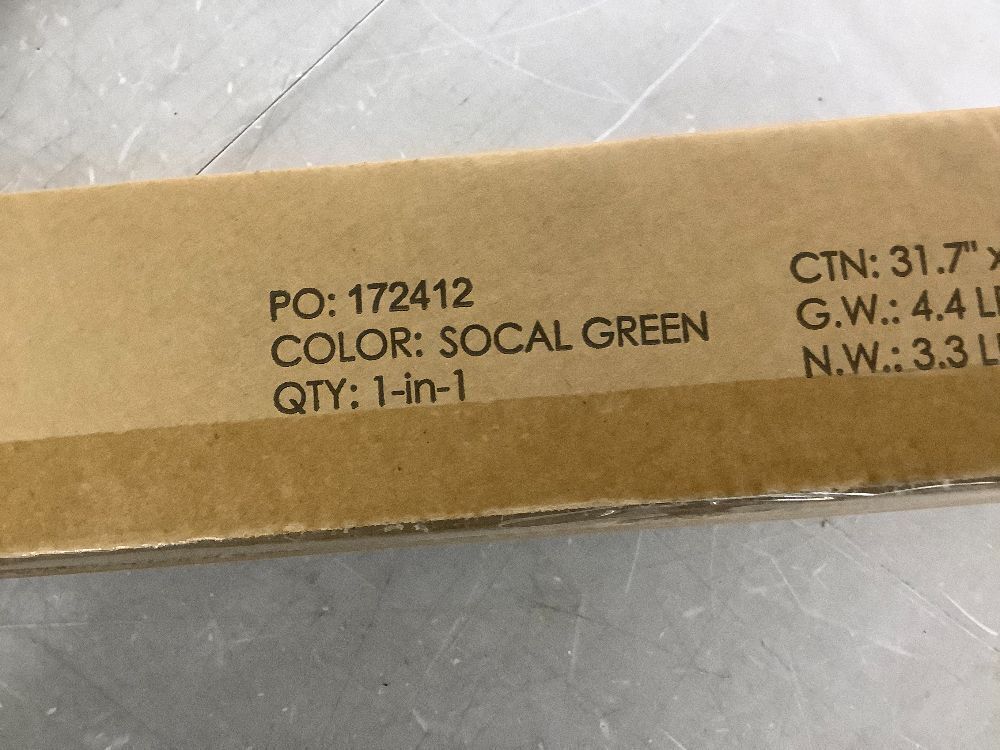 PO: 172412
COLOR: SOCAL GREEN
QTY: 1-in-1
CTN: 31.7" x
G.W.: 4.4 L
N.W.: 3.3 L